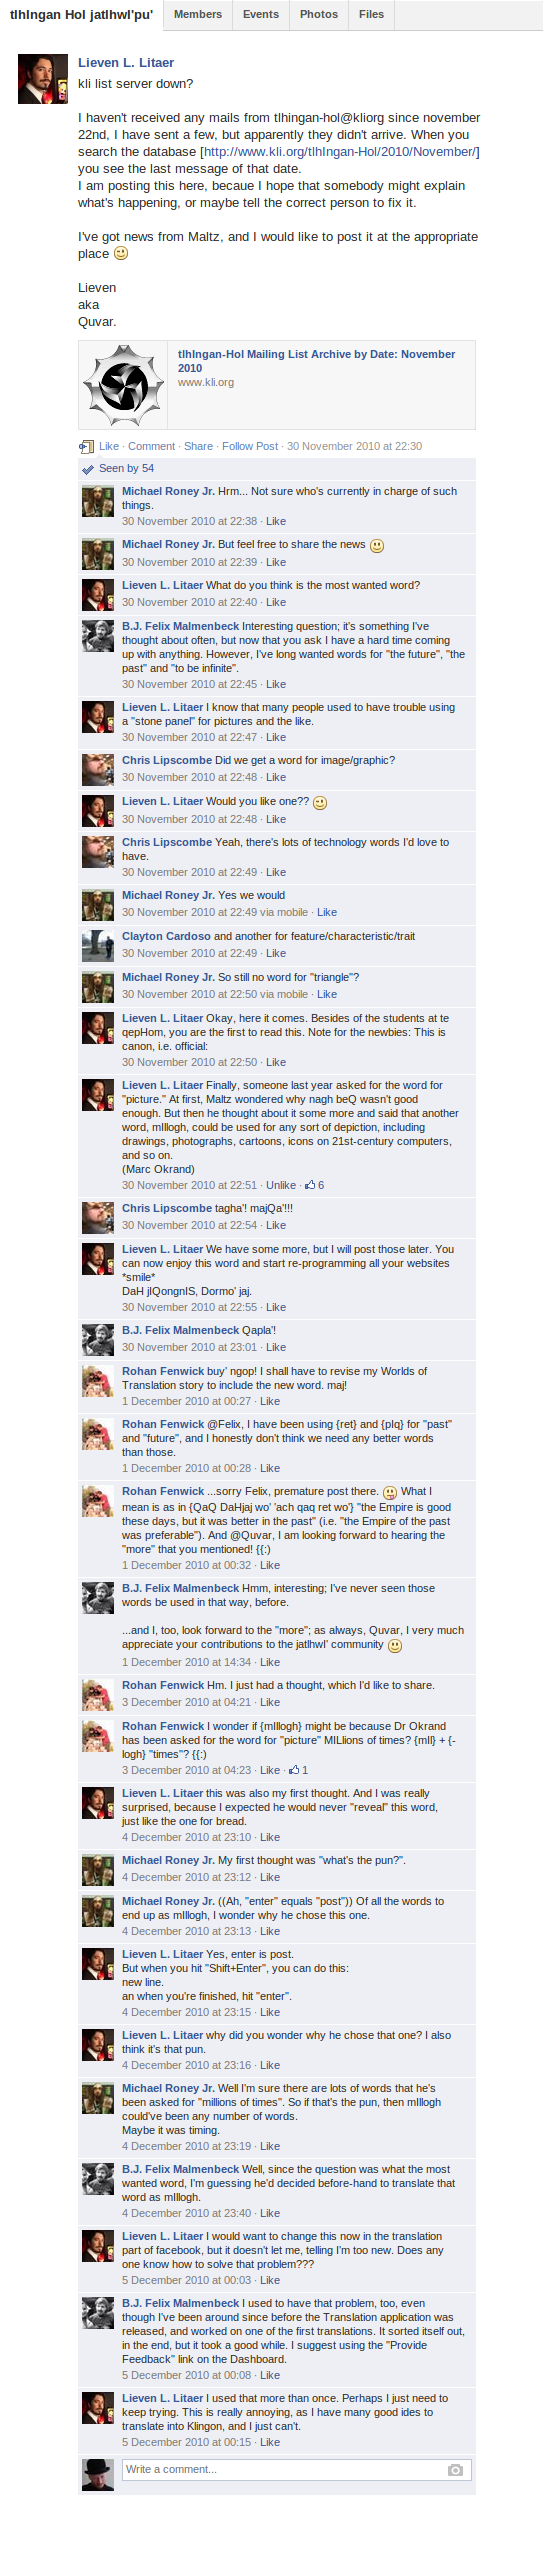 tlhIngan Hol jatlhwI'pu' Members Events Photos Files
Lieven L. Litaer
kli list server down?
I haven't received any mails from tlhingan-hol@kliorg since november
22nd, I have sent a few, but apparently they didn't arrive. When you
search the database [http://www.kli.org/tlhIngan-Hol/2010/November/]
you see the last message of that date.
I am posting this here, becaue I hope that somebody might explain
what's happening, or maybe tell the correct person to fix it.
I've got news from Maltz, and I would like to post it at the appropriate
place
Lieven
aka
Quvar.
tlhIngan-Hol Mailing List Archive by Date: November
2010
www.kli.org
Like · Comment · Share · Follow Post · 30 November 2010 at 22:30
Seen by 54
Michael Roney Jr. Hrm... Not sure who's currently in charge of such
things.
30 November 2010 at 22:38 · Like
Michael Roney Jr. But feel free to share the news
30 November 2010 at 22:39 · Like
Lieven L. Litaer What do you think is the most wanted word?
30 November 2010 at 22:40 · Like
B.J. Felix Malmenbeck Interesting question; it's something I've
thought about often, but now that you ask I have a hard time coming
up with anything. However, I've long wanted words for "the future", "the
past" and "to be infinite".
30 November 2010 at 22:45 · Like
Lieven L. Litaer I know that many people used to have trouble using
a "stone panel" for pictures and the like.
30 November 2010 at 22:47 · Like
Chris Lipscombe Did we get a word for image/graphic?
30 November 2010 at 22:48 · Like
Lieven L. Litaer Would you like one??
30 November 2010 at 22:48 · Like
Chris Lipscombe Yeah, there's lots of technology words I'd love to
have.
30 November 2010 at 22:49 · Like
Michael Roney Jr. Yes we would
30 November 2010 at 22:49 via mobile · Like
Clayton Cardoso and another for feature/characteristic/trait
30 November 2010 at 22:49 · Like
Michael Roney Jr. So still no word for "triangle"?
30 November 2010 at 22:50 via mobile · Like
Lieven L. Litaer Okay, here it comes. Besides of the students at te
qepHom, you are the first to read this. Note for the newbies: This is
canon, i.e. official:
30 November 2010 at 22:50 · Like
Lieven L. Litaer Finally, someone last year asked for the word for
"picture." At first, Maltz wondered why nagh beQ wasn't good
enough. But then he thought about it some more and said that another
word, mIllogh, could be used for any sort of depiction, including
drawings, photographs, cartoons, icons on 21st-century computers,
and so on.
(Marc Okrand)
30 November 2010 at 22:51 · Unlike · 6
Chris Lipscombe tagha'! majQa'!!!
30 November 2010 at 22:54 · Like
Lieven L. Litaer We have some more, but I will post those later. You
can now enjoy this word and start re-programming all your websites
*smile*
DaH jIQongnIS, Dormo' jaj.
30 November 2010 at 22:55 · Like
B.J. Felix Malmenbeck Qapla'!
30 November 2010 at 23:01 · Like
Rohan Fenwick buy' ngop! I shall have to revise my Worlds of
Translation story to include the new word. maj!
1 December 2010 at 00:27 · Like
Rohan Fenwick @Felix, I have been using {ret} and {pIq} for "past"
and "future", and I honestly don't think we need any better words
than those.
1 December 2010 at 00:28 · Like
Rohan Fenwick ...sorry Felix, premature post there. What I
mean is as in {QaQ DaHjaj wo' 'ach qaq ret wo'} "the Empire is good
these days, but it was better in the past" (i.e. "the Empire of the past
was preferable"). And @Quvar, I am looking forward to hearing the
"more" that you mentioned! {{:)
1 December 2010 at 00:32 · Like
B.J. Felix Malmenbeck Hmm, interesting; I've never seen those
words be used in that way, before.
...and I, too, look forward to the "more"; as always, Quvar, I very much
appreciate your contributions to the jatlhwI' community
1 December 2010 at 14:34 · Like
Rohan Fenwick Hm. I just had a thought, which I'd like to share.
3 December 2010 at 04:21 · Like
Rohan Fenwick I wonder if {mIllogh} might be because Dr Okrand
has been asked for the word for "picture" MILlions of times? {mIl} + {-
logh} "times"? {{:)
3 December 2010 at 04:23 · Like · 1
Lieven L. Litaer this was also my first thought. And I was really
surprised, because I expected he would never "reveal" this word,
just like the one for bread.
4 December 2010 at 23:10 · Like
Michael Roney Jr. My first thought was "what's the pun?".
4 December 2010 at 23:12 · Like
Michael Roney Jr. ((Ah, "enter" equals "post")) Of all the words to
end up as mIllogh, I wonder why he chose this one.
4 December 2010 at 23:13 · Like
Lieven L. Litaer Yes, enter is post.
But when you hit "Shift+Enter", you can do this:
new line.
an when you're finished, hit "enter".
4 December 2010 at 23:15 · Like
Lieven L. Litaer why did you wonder why he chose that one? I also
think it's that pun.
4 December 2010 at 23:16 · Like
Michael Roney Jr. Well I'm sure there are lots of words that he's
been asked for "millions of times". So if that's the pun, then mIllogh
could've been any number of words.
Maybe it was timing.
4 December 2010 at 23:19 · Like
B.J. Felix Malmenbeck Well, since the question was what the most
wanted word, I'm guessing he'd decided before-hand to translate that
word as mIllogh.
4 December 2010 at 23:40 · Like
Lieven L. Litaer I would want to change this now in the translation
part of facebook, but it doesn't let me, telling I'm too new. Does any
one know how to solve that problem???
5 December 2010 at 00:03 · Like
B.J. Felix Malmenbeck I used to have that problem, too, even
though I've been around since before the Translation application was
released, and worked on one of the first translations. It sorted itself out,
in the end, but it took a good while. I suggest using the "Provide
Feedback" link on the Dashboard.
5 December 2010 at 00:08 · Like
Lieven L. Litaer I used that more than once. Perhaps I just need to
keep trying. This is really annoying, as I have many good ides to
translate into Klingon, and I just can't.
5 December 2010 at 00:15 · Like
Write a comment...